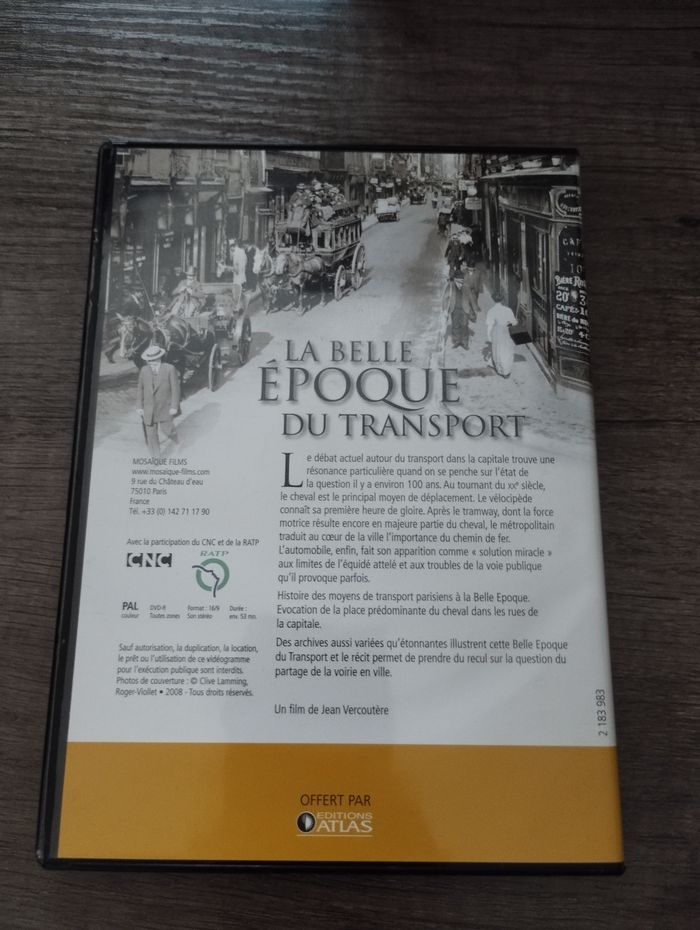 CAFÉ
BIÈRE
20
LA BELLE
ÉPOQUE
DU TRANSPORT
MOSAÏQUE FILMS
www.mosaique-films.com
9 rue du Château d'eau
75010 Paris
France
Tél. +33 (0) 142 71 17 90
Avec la participation du CNC et de la RATP
CNC
RATP
PAL
couleur
DVD-R
Toutes zones
Format : 16/9
Son stéréo
Durée :
env. 53 mn.
Sauf autorisation, la duplication, la location,
le prêt ou l'utilisation de ce vidéogramme
pour l'exécution publique sont interdits.
Photos de couverture : © Clive Lamming,
Roger-Viollet • 2008 - Tous droits réservés.
Le débat actuel autour du transport dans la capitale trouve une
résonance particulière quand on se penche sur l'état de
la question il y a environ 100 ans. Au tournant du XXe siècle,
le cheval est le principal moyen de déplacement. Le vélocipède
connaît sa première heure de gloire. Après le tramway, dont la force
motrice résulte encore en majeure partie du cheval, le métropolitain
traduit au cœur de la ville l'importance du chemin de fer.
L'automobile, enfin, fait son apparition comme « solution miracle »
aux limites de l'équidé attelé et aux troubles de la voie publique
qu'il provoque parfois.
Histoire des moyens de transport parisiens à la Belle Epoque.
Evocation de la place prédominante du cheval dans les rues de
la capitale.
Des archives aussi variées qu'étonnantes illustrent cette Belle Epoque
du Transport et le récit permet de prendre du recul sur la question du
partage de la voirie en ville.
Un film de Jean Vercoutère
2 183 983
OFFERT PAR
EDITIONS
ATLAS